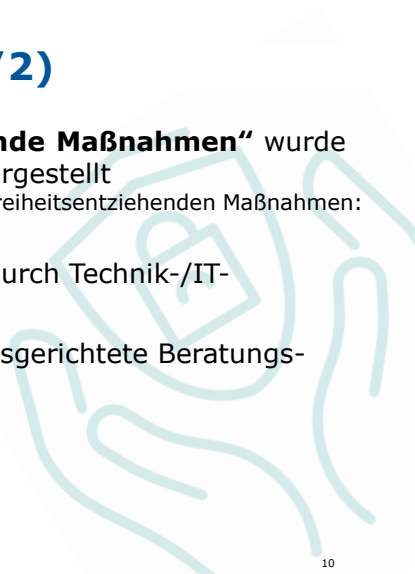 /2)
nde Maßnahmen“ wurde
rgestellt
reiheitsentziehenden Maßnahmen:
urch Technik-/IT-
sgerichtete Beratungs-
10